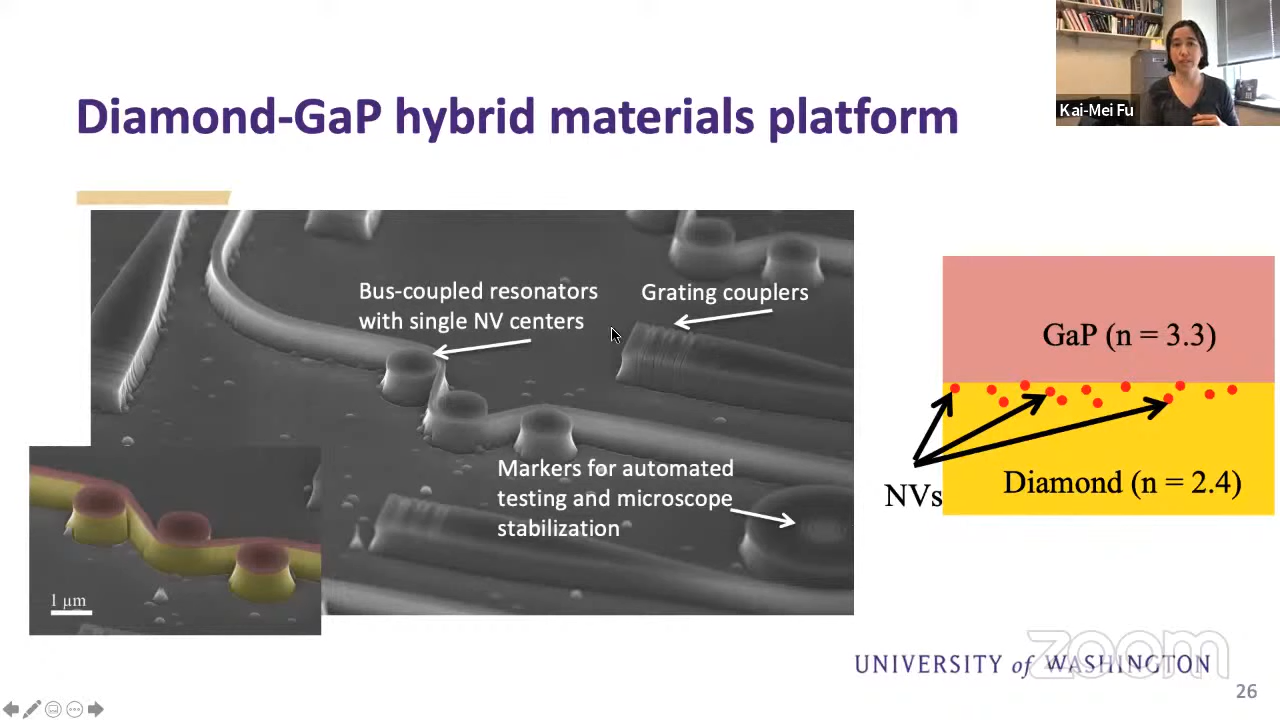 Kai-Mei Fu
Diamond-GaP hybrid materials platform
Bus-coupled resonators
with single NV centers
Grating couplers
Markers for automated
testing and microscope
stabilization
1 μm
GaP (n = 3.3)
NVs
Diamond (n = 2.4)
UNIVERSITY of WASHINGTON
zoom
26